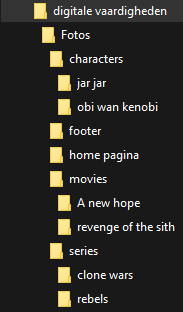 digitale vaardigheden
Fotos
characters
jar jar
obi wan kenobi
footer
home pagina
movies
A new hope
revenge of the sith
series
clone wars
rebels